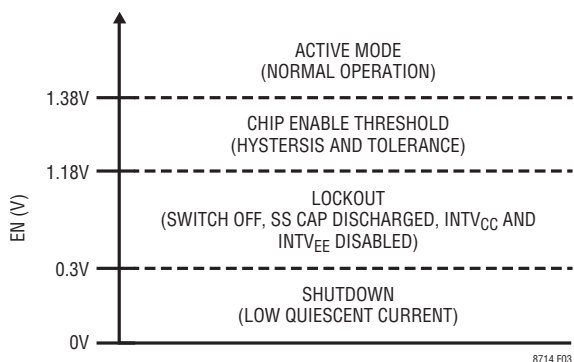 ACTIVE MODE
(NORMAL OPERATION)
1.38V
CHIP ENABLE THRESHOLD
(HYSTERSIS AND TOLERANCE)
1.18V
LOCKOUT
(SWITCH OFF, SS CAP DISCHARGED, INTVCC AND
INTVEE DISABLED)
EN (V)
0.3V
SHUTDOWN
(LOW QUIESCENT CURRENT)
0V
8714 F03